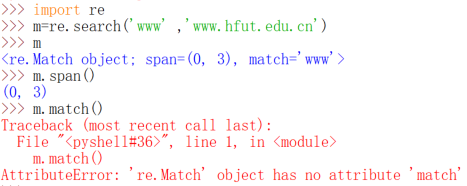 >>> import re
>>> m=re.search('www' ,'www.hfut.edu.cn')
>>> m
<re.Match object; span=(0, 3), match='www'>
>>> m.span()
(0, 3)
>>> m.match()
Traceback (most recent call last):
  File "<pyshell#36>", line 1, in <module>
    m.match()
AttributeError: 're.Match' object has no attribute 'match'